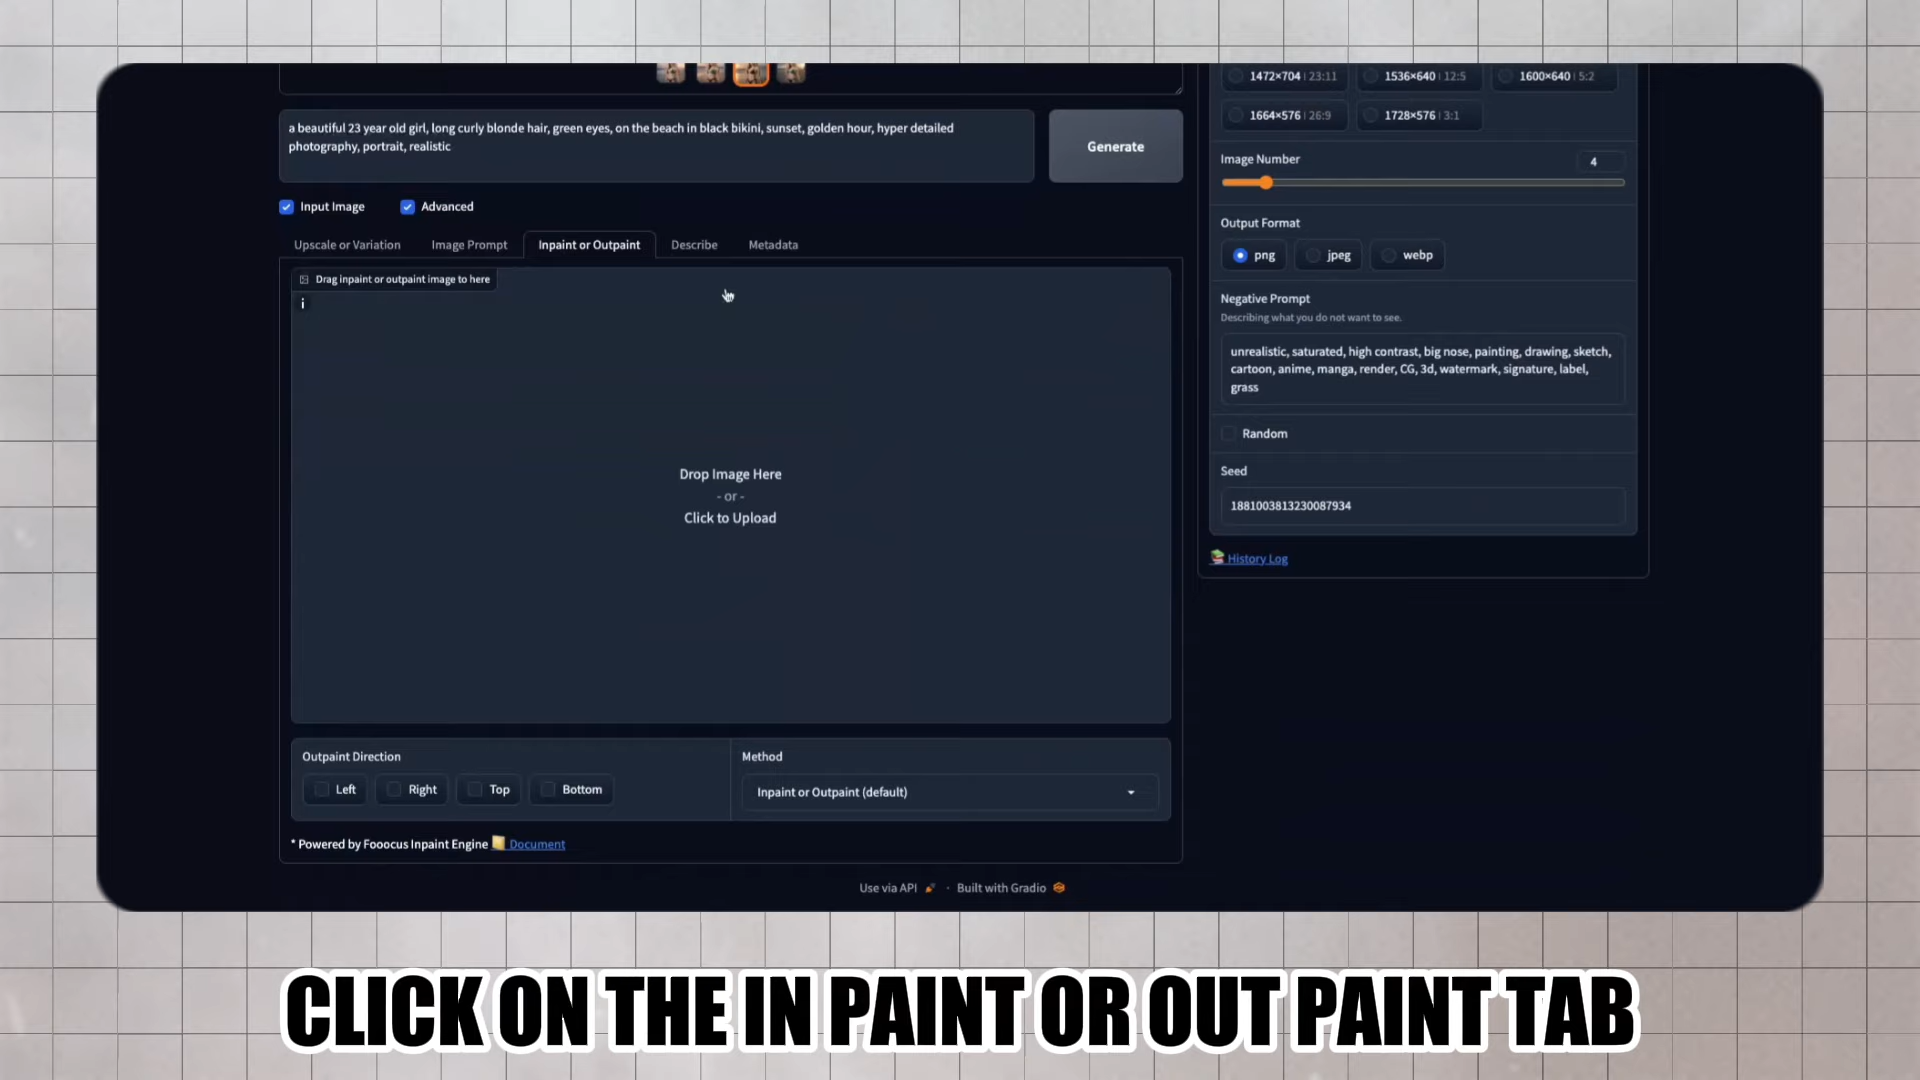 1472×704 | 23:11
1536×640 | 12:5
1600×640 | 5:2
1664×576 | 26:9
1728×576 | 3:1
a beautiful 23 year old girl, long curly blonde hair, green eyes, on the beach in black bikini, sunset, golden hour, hyper detailed
photography, portrait, realistic
Generate
Image Number
4
Input Image
Advanced
Output Format
png
jpeg
webp
Upscale or Variation
Image Prompt
Inpaint or Outpaint
Describe
Metadata
Drag inpaint or outpaint image to here
i
Negative Prompt
Describing what you do not want to see.
unrealistic, saturated, high contrast, big nose, painting, drawing, sketch,
cartoon, anime, manga, render, CG, 3d, watermark, signature, label,
grass
Random
Seed
1881003813230087934
History Log
Drop Image Here
- or -
Click to Upload
Outpaint Direction
Left
Right
Top
Bottom
Method
Inpaint or Outpaint (default)
* Powered by Fooocus Inpaint Engine Document
Use via API · Built with Gradio
CLICK ON THE IN PAINT OR OUT PAINT TAB